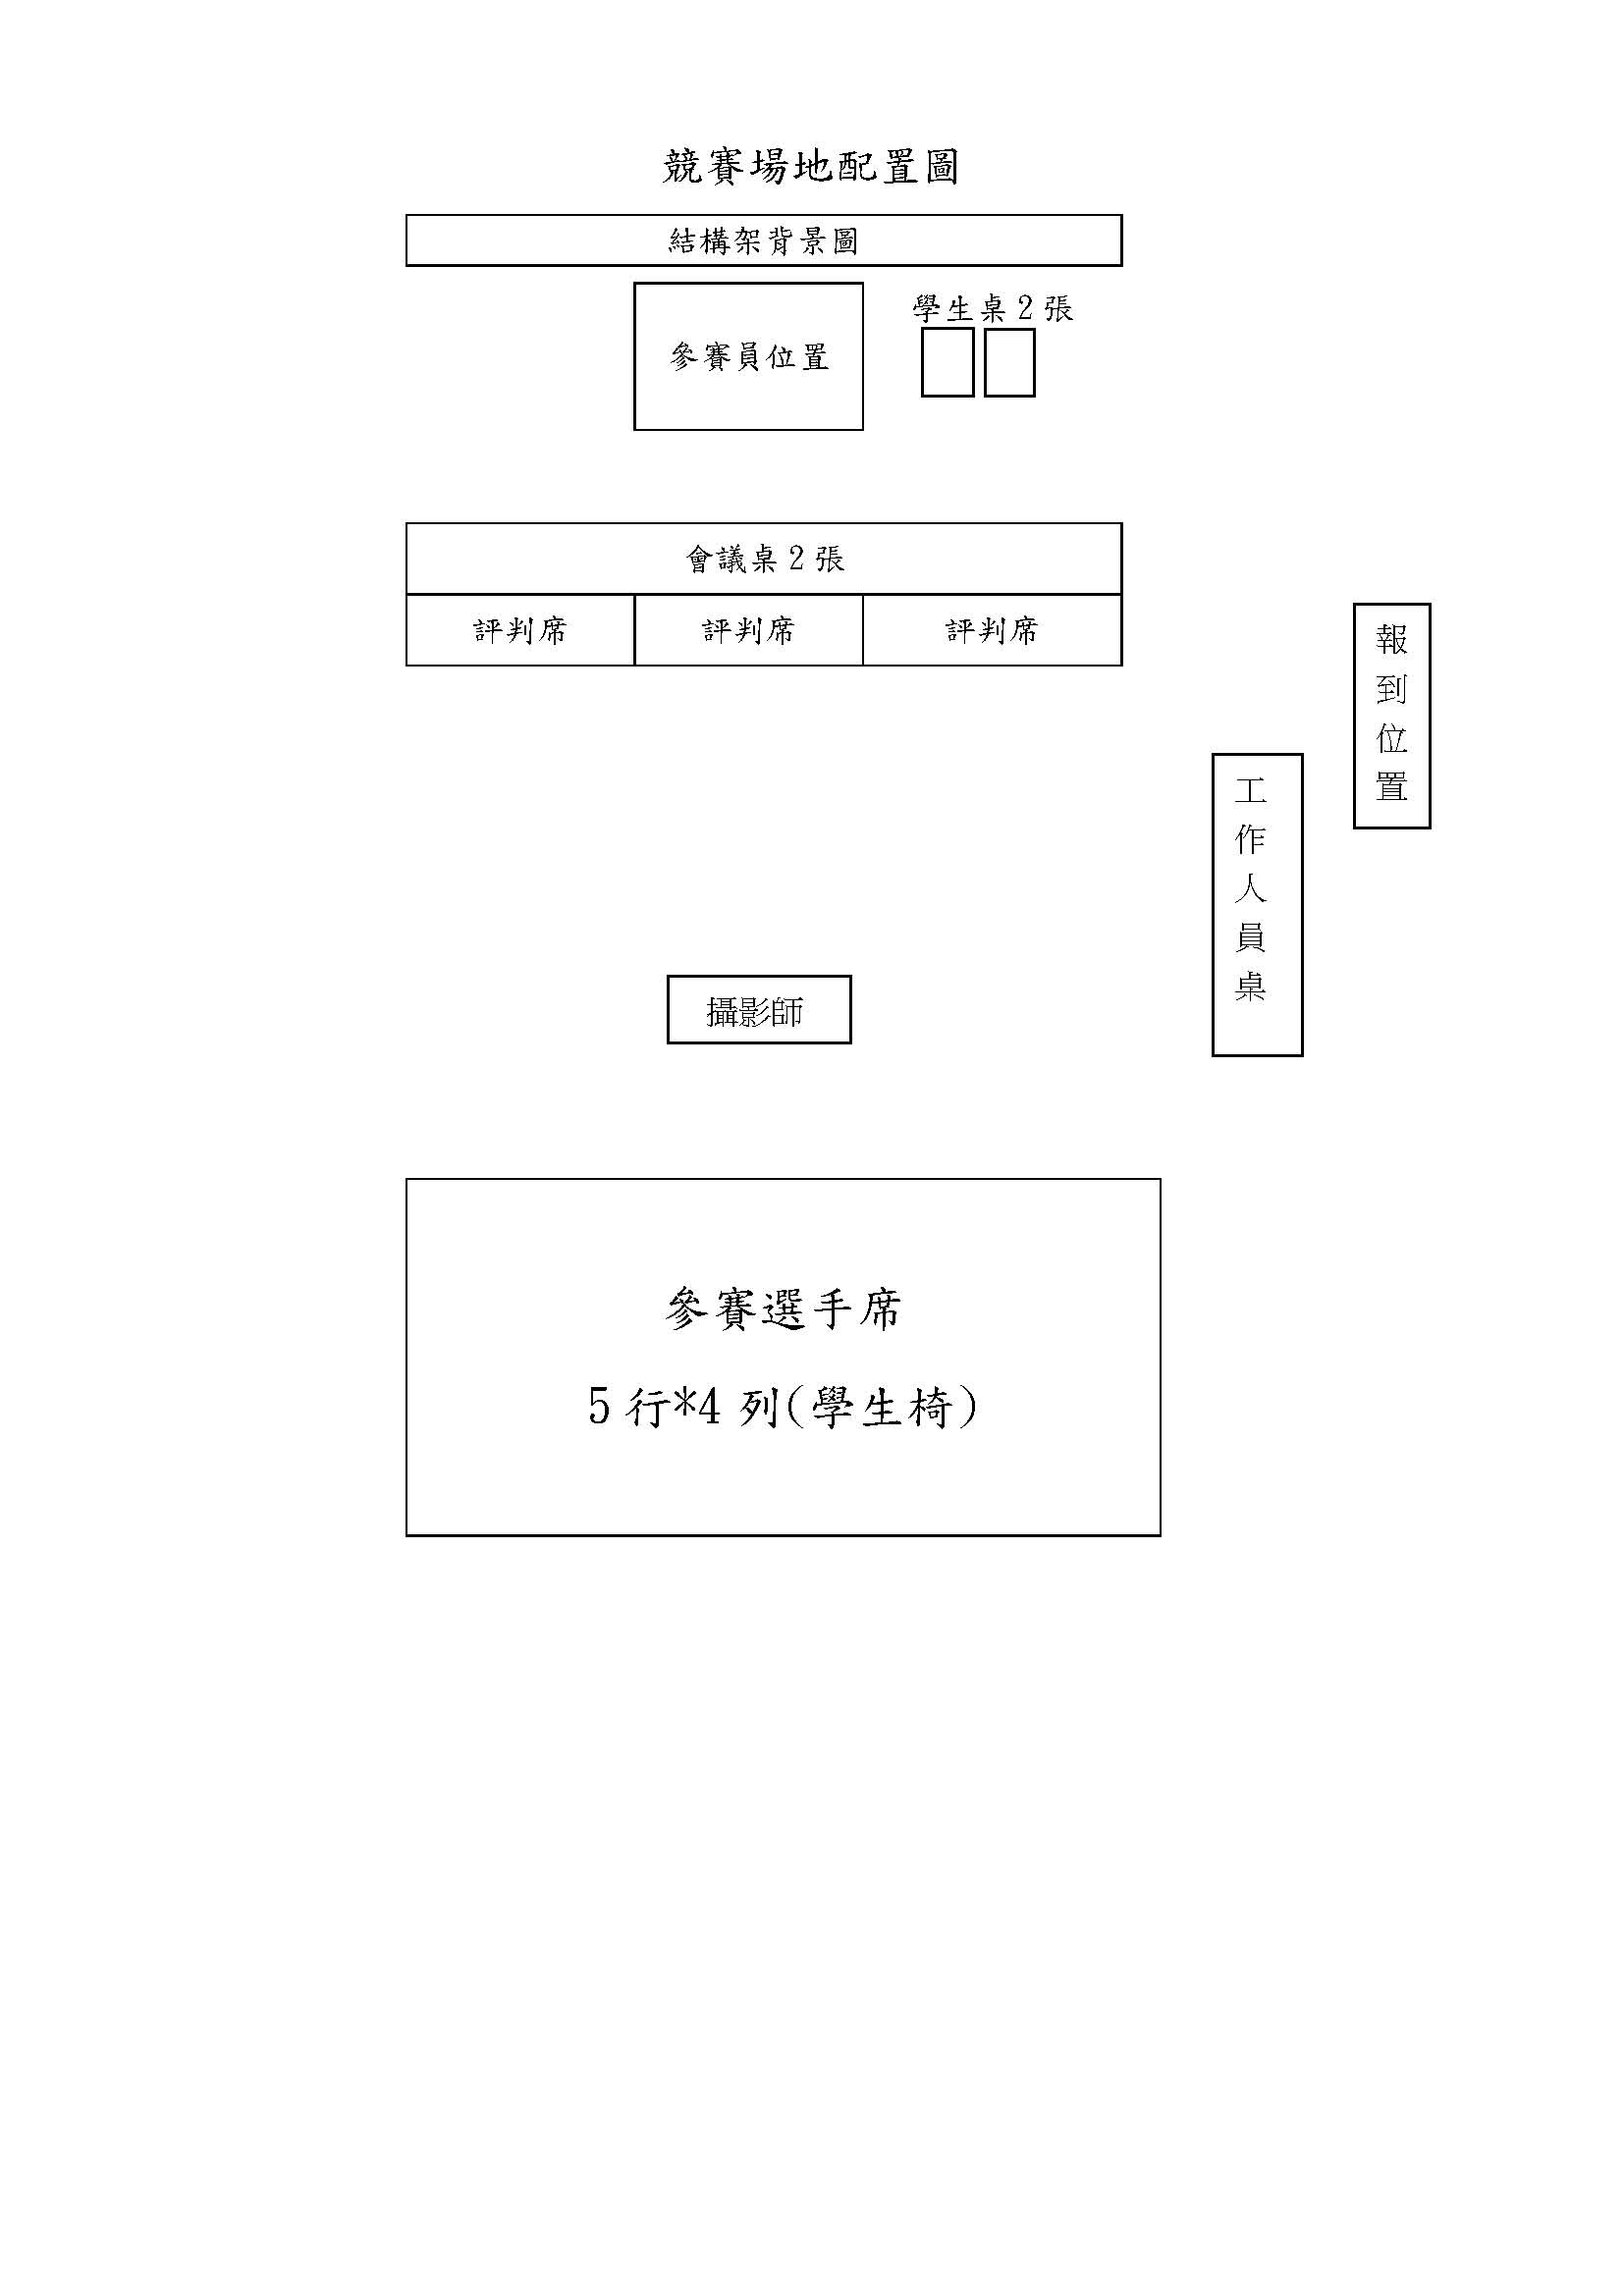 競賽場地配置圖
結構架背景圖
參賽員位置
學生桌2張
會議桌2張
評判席 評判席 評判席
報到位置
工作人員桌
攝影師
參賽選手席
5行*4列(學生椅)